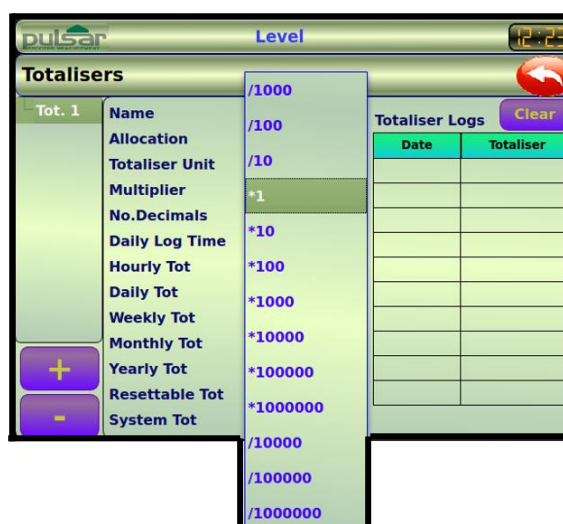 pulsar
Level
Totalisers
Tot. 1
Name
Allocation
Totaliser Unit
Multiplier
No.Decimals
Daily Log Time
Hourly Tot
Daily Tot
Weekly Tot
Monthly Tot
Yearly Tot
Resettable Tot
System Tot
+
-
/1000
/100
/10
*1
*10
*100
*1000
*10000
*100000
*1000000
/10000
/100000
/1000000
Totaliser Logs
Clear
Date Totaliser